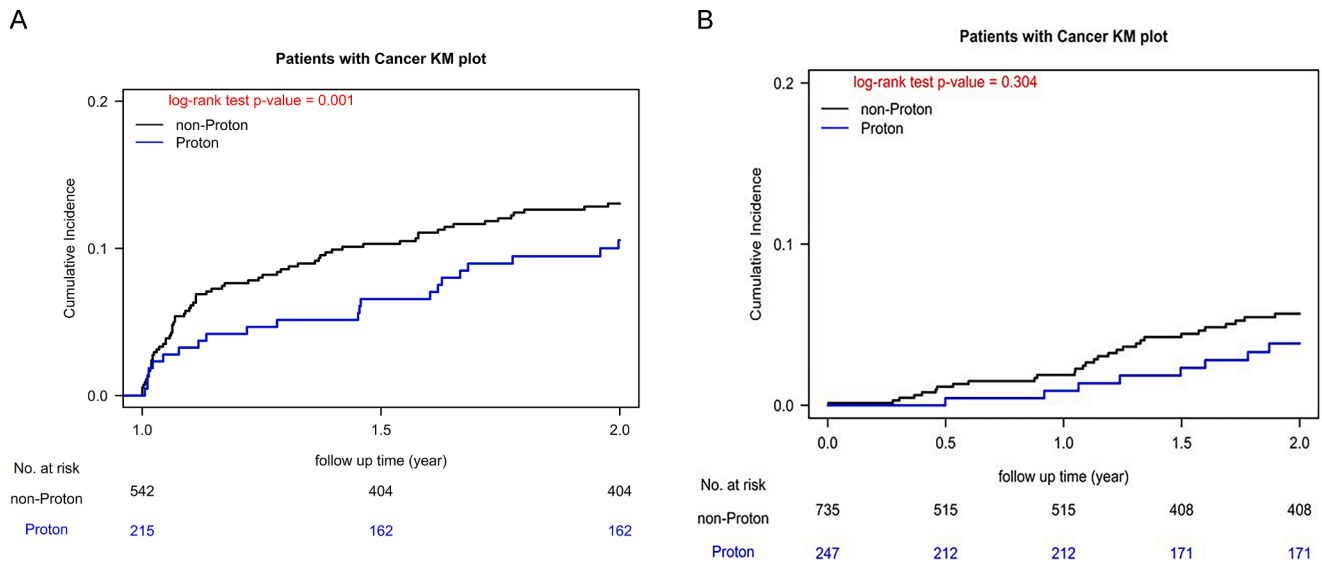 A
Patients with Cancer KM plot
log-rank test p-value = 0.001
non-Proton
Proton
Cumulative Incidence
0.2
0.1
0.0
1.0 1.5 2.0
follow up time (year)
No. at risk
non-Proton 542 404 404
Proton 215 162 162
B
Patients with Cancer KM plot
log-rank test p-value = 0.304
non-Proton
Proton
Cumulative Incidence
0.2
0.1
0.0
0.0 0.5 1.0 1.5 2.0
follow up time (year)
No. at risk
non-Proton 735 515 515 408 408
Proton 247 212 212 171 171